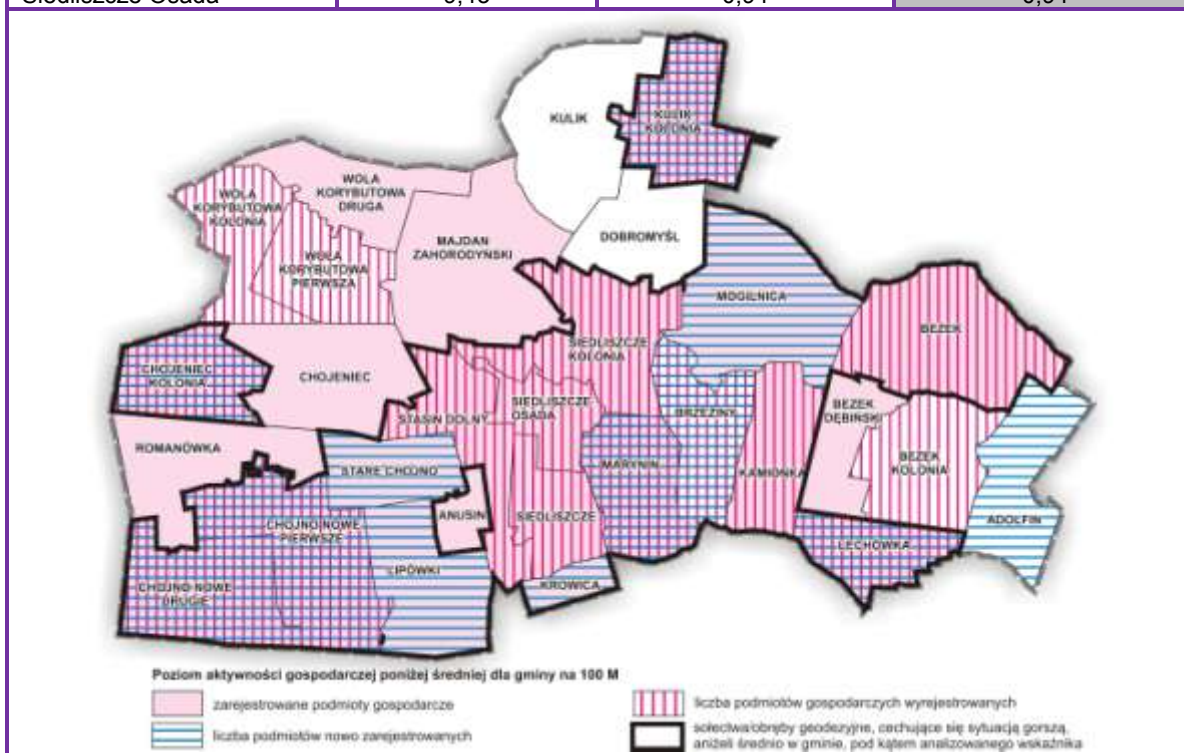 Siedliszcze Osada
KULIK
KULIK
KOLONIA
WOLA
KORYBUTOWA
DRUGA
WOLA
KORYBUTOWA
KOLONIA
DOBROMYŚL
MAJDAN
ZAHORODYŃSKI
WOLA
KORYBUTOWA
PIERWSZA
MOGILNICA
BEZEK
SIEDLISZCZE
KOLONIA
CHOJENIEC
KOLONIA
CHOJENIEC
SIEDLISZCZE
OSADA
STASIN DOLNY
BRZEZINY
BEZEK
DĘBIŃSKI
ROMANÓWKA
BEZEK
KOLONIA
STARE CHOJNO
MARYNIN
KAMIONKA
ANUSIN
SIEDLISZCZE
ADOLFIN
CHOJNO NOWE
PIERWSZE
LECHÓWKA
LIPÓWKI
KROWICA
CHOJNO NOWE
DRUGIE
Poziom aktywności gospodarczej poniżej średniej dla gminy na 100 M
zarejestrowane podmioty gospodarcze
liczba podmiotów nowo zarejestrowanych
liczba podmiotów gospodarczych wyrejestrowanych
sołectwa/obręby geodezyjne, cechujące się sytuacją gorszą,
aniżeli średnio w gminie, pod kątem analizowanego wskaźnika